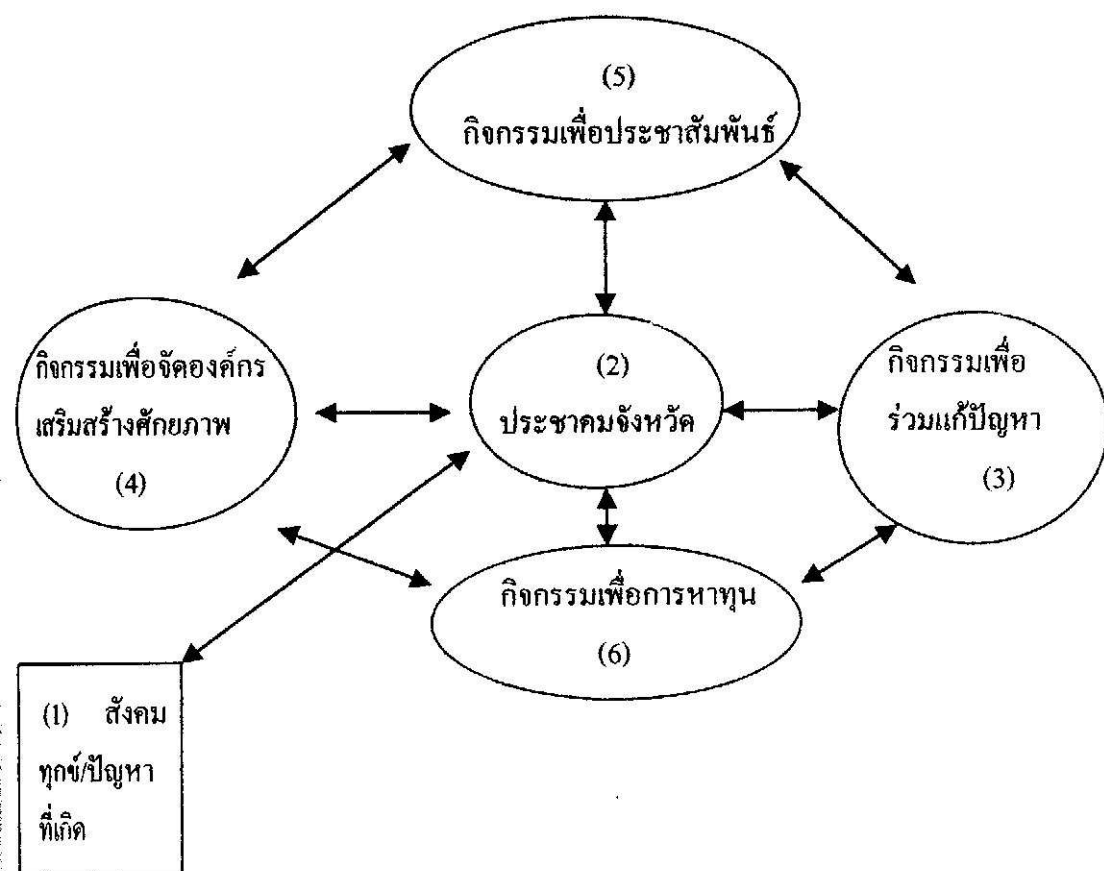 (5)
กิจกรรมเพื่อประชาสัมพันธ์
กิจกรรมเพื่อจัดองค์กร
เสริมสร้างศักยภาพ
(4)
(2)
ประชาคมจังหวัด
กิจกรรมเพื่อ
ร่วมแก้ปัญหา
(3)
กิจกรรมเพื่อการหาทุน
(6)
(1) สังคม
ทุกข์/ปัญหา
ที่เกิด